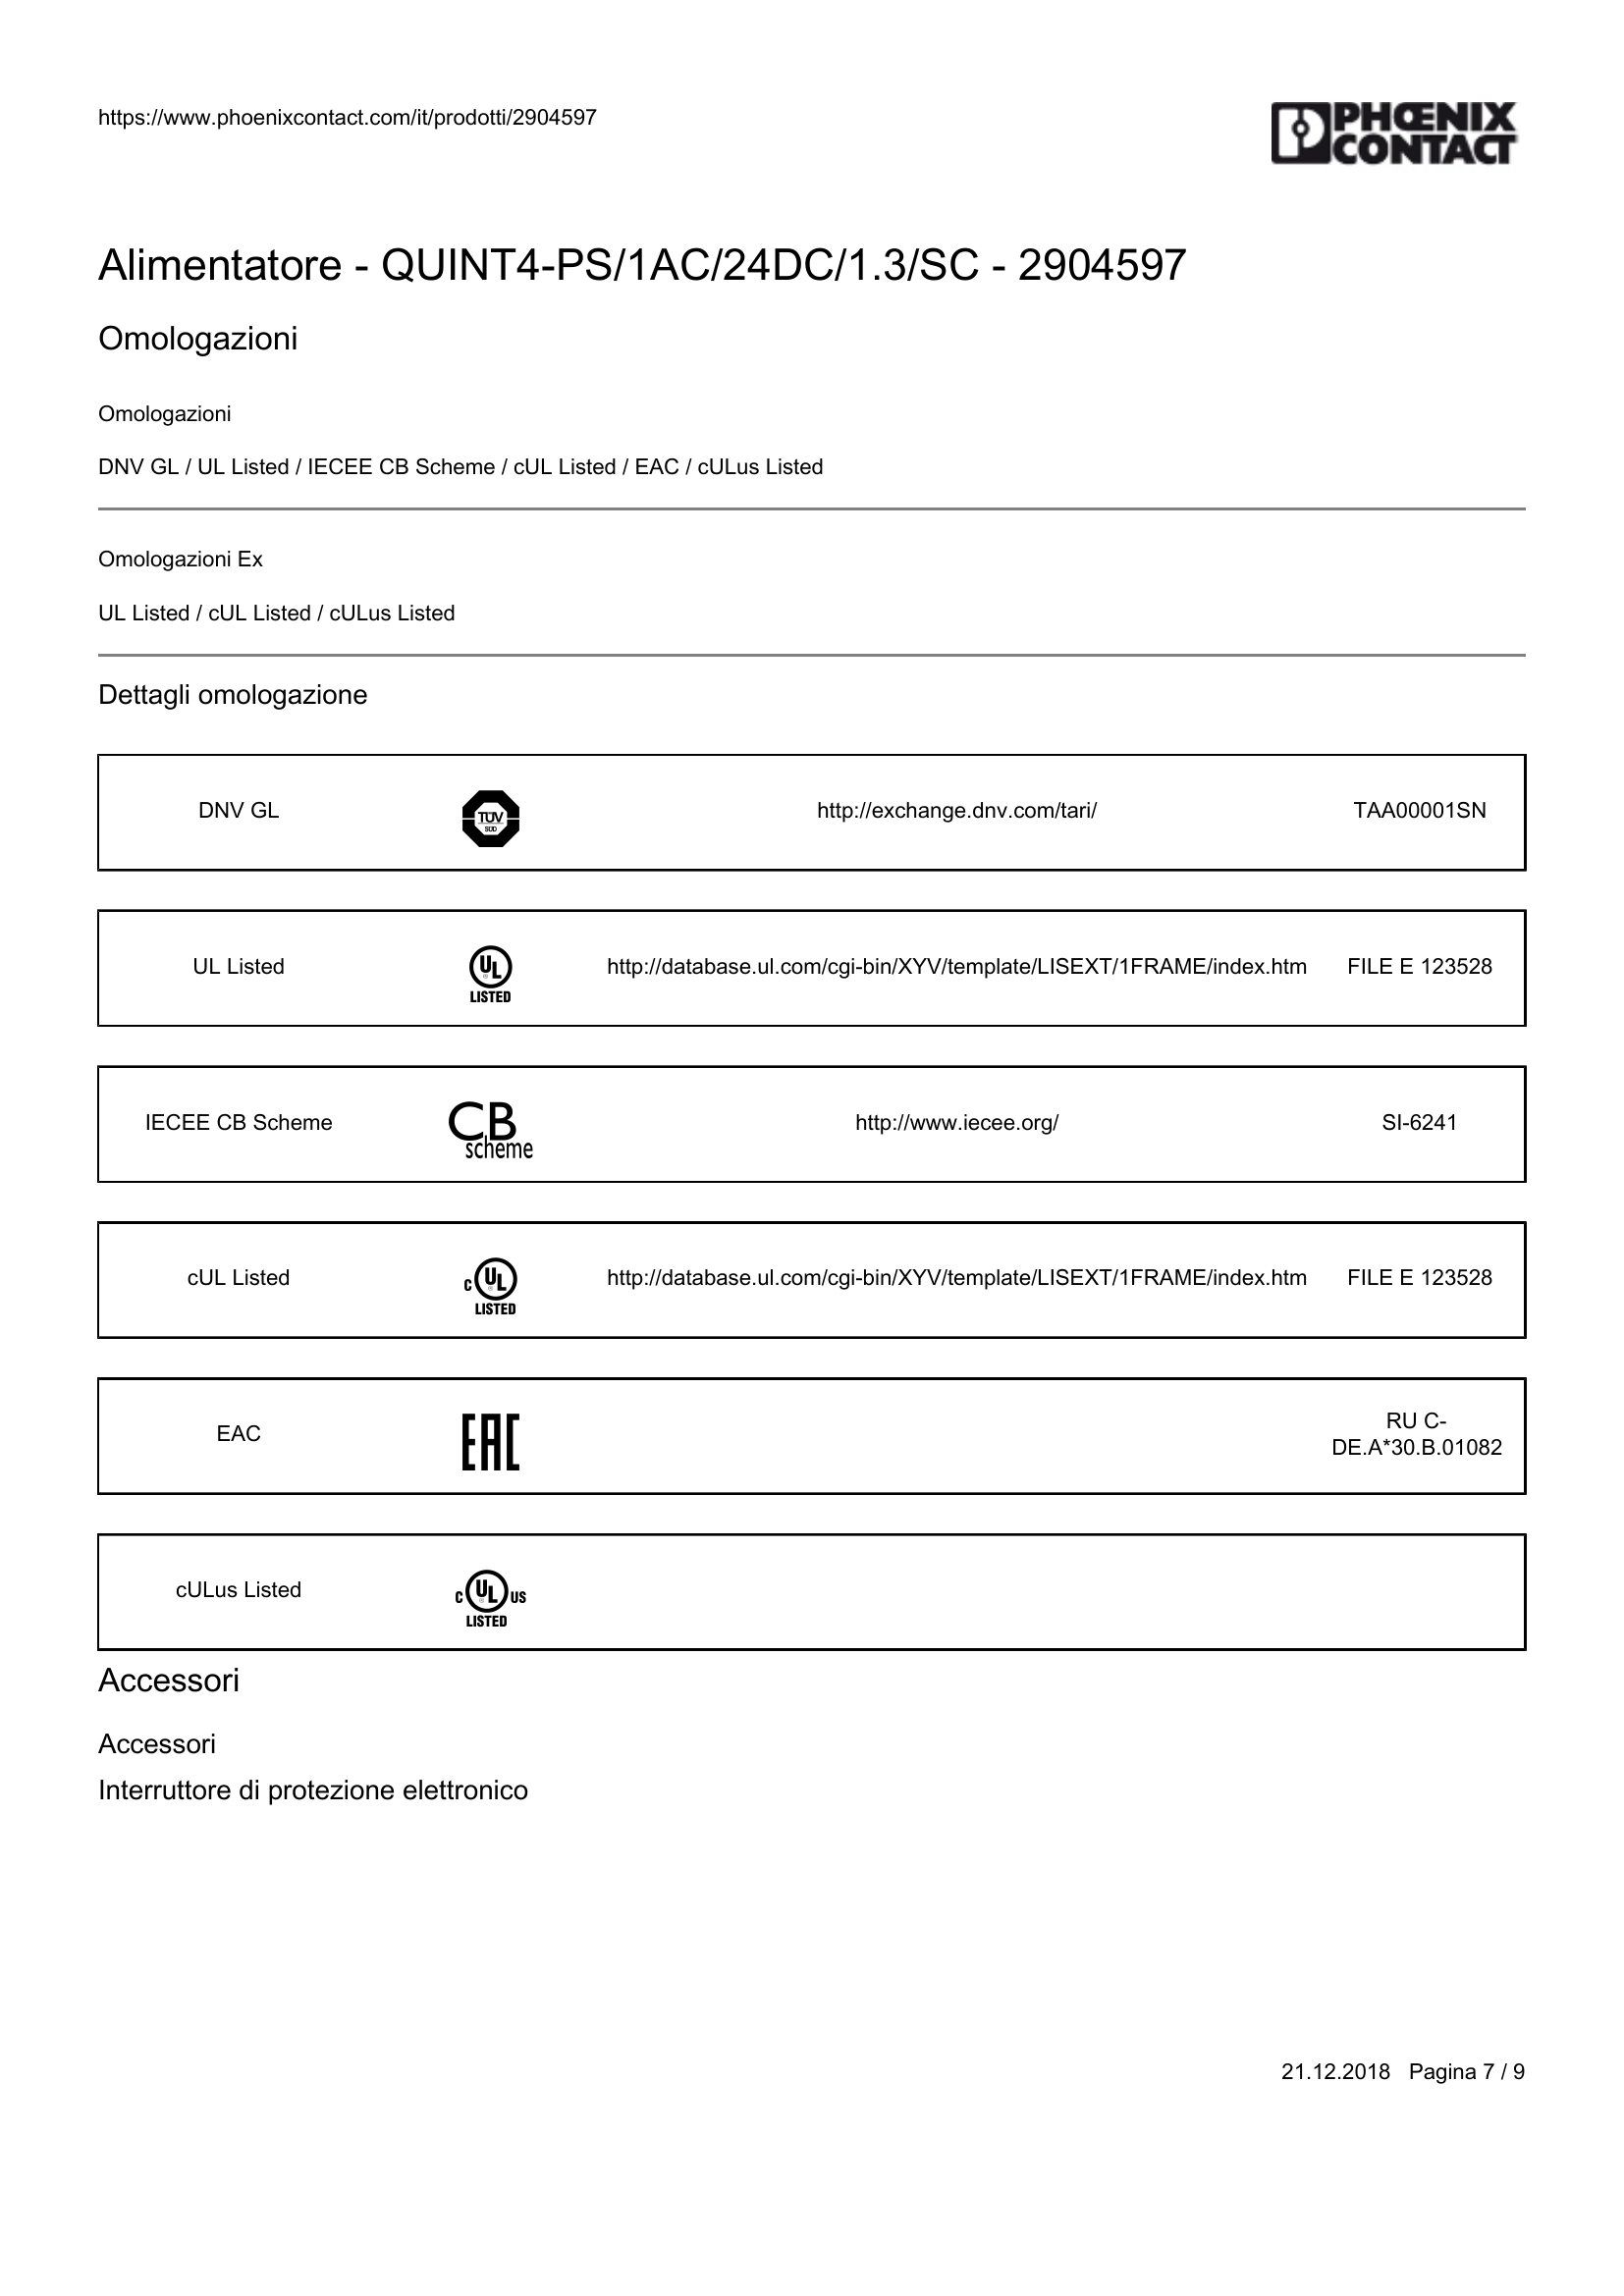 https://www.phoenixcontact.com/it/prodotti/2904597
PHŒNIX
CONTACT
Alimentatore - QUINT4-PS/1AC/24DC/1.3/SC - 2904597
Omologazioni
Omologazioni
DNV GL / UL Listed / IECEE CB Scheme / cUL Listed / EAC / cULus Listed
Omologazioni Ex
UL Listed / cUL Listed / cULus Listed
Dettagli omologazione
DNV GL TÜV SÜD http://exchange.dnv.com/tari/ TAA00001SN
UL Listed UL LISTED http://database.ul.com/cgi-bin/XYV/template/LISEXT/1FRAME/index.htm FILE E 123528
IECEE CB Scheme CB scheme http://www.iecee.org/ SI-6241
cUL Listed C UL LISTED http://database.ul.com/cgi-bin/XYV/template/LISEXT/1FRAME/index.htm FILE E 123528
EAC EAC RU C-
DE.A*30.B.01082
cULus Listed C UL US LISTED
Accessori
Accessori
Interruttore di protezione elettronico
21.12.2018 Pagina 7 / 9